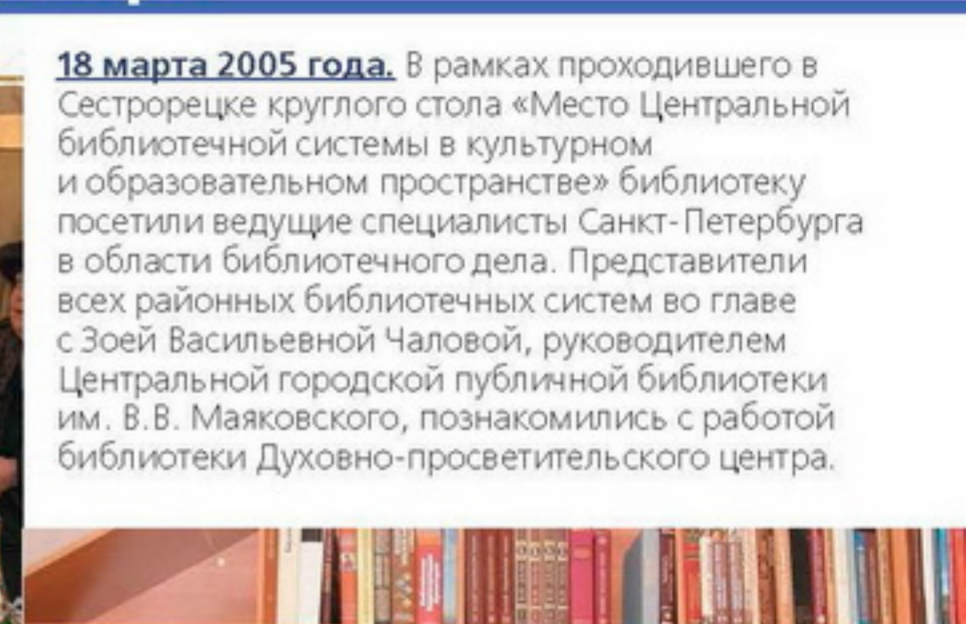 18 марта 2005 года. В рамках проходившего в
Сестрорецке круглого стола «Место Центральной
библиотечной системы в культурном
и образовательном пространстве» библиотеку
посетили ведущие специалисты Санкт-Петербурга
в области библиотечного дела. Представители
всех районных библиотечных систем во главе
с Зоей Васильевной Чаловой, руководителем
Центральной городской публичной библиотеки
им. В.В. Маяковского, познакомились с работой
библиотеки Духовно-просветительского центра.